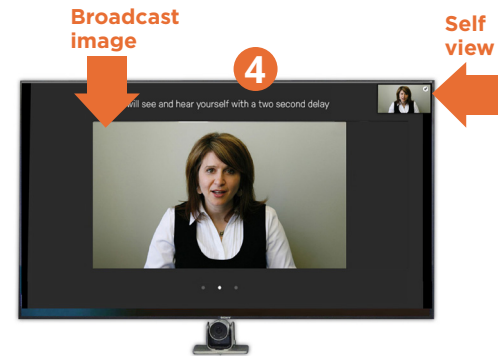 Broadcast
image
Self
view
4
will see and hear yourself with a two second delay